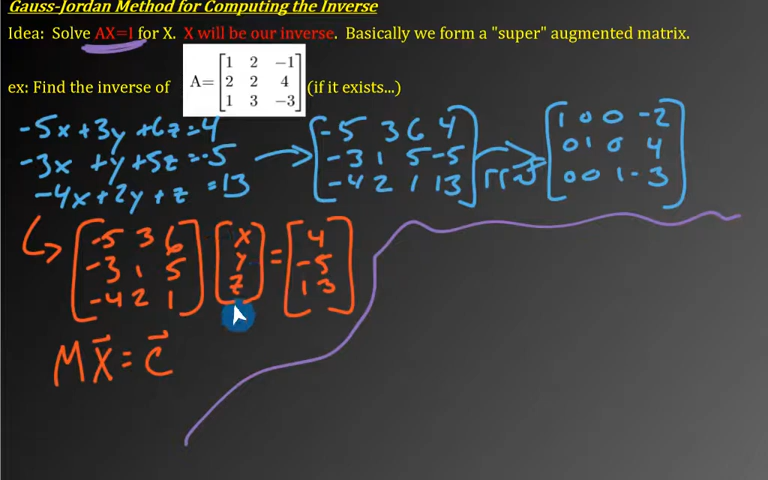 Gauss-Jordan Method for Computing the Inverse
Idea: Solve AX=I for X. X will be our inverse. Basically we form a "super" augmented matrix.
ex: Find the inverse of A= (if it exists...)
1 2 −1
2 2 4
1 3 −3
-5x+3y+6z=4
-3x +y+5z=-5
-4x+2y+z =13
-5 3 6 4
-3 1 5 -5
-4 2 1 13
rref
1 0 0 -2
0 1 0 4
0 0 1 -3
-5 3 6
-3 1 5
-4 2 1
x
y
z
=
4
-5
13
MX=C